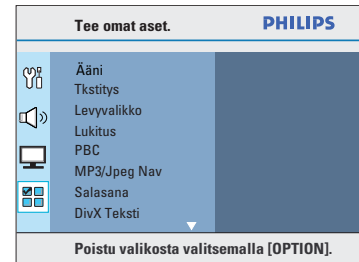 Tee omat aset.
PHILIPS
Ääni
Tkstitys
Levyvalikko
Lukitus
PBC
MP3/Jpeg Nav
Salasana
DivX Teksti
Poistu valikosta valitsemalla [OPTION].